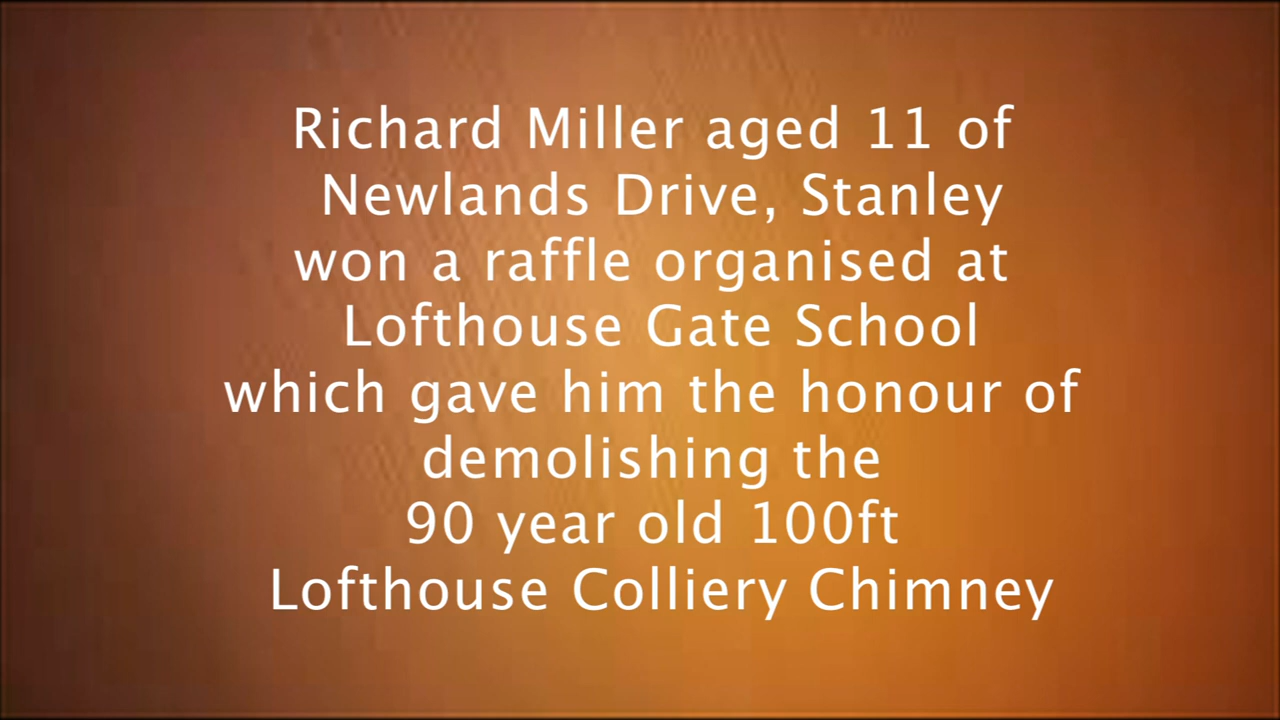 Richard Miller aged 11 of
Newlands Drive, Stanley
won a raffle organised at
Lofthouse Gate School
which gave him the honour of
demolishing the
90 year old 100ft
Lofthouse Colliery Chimney